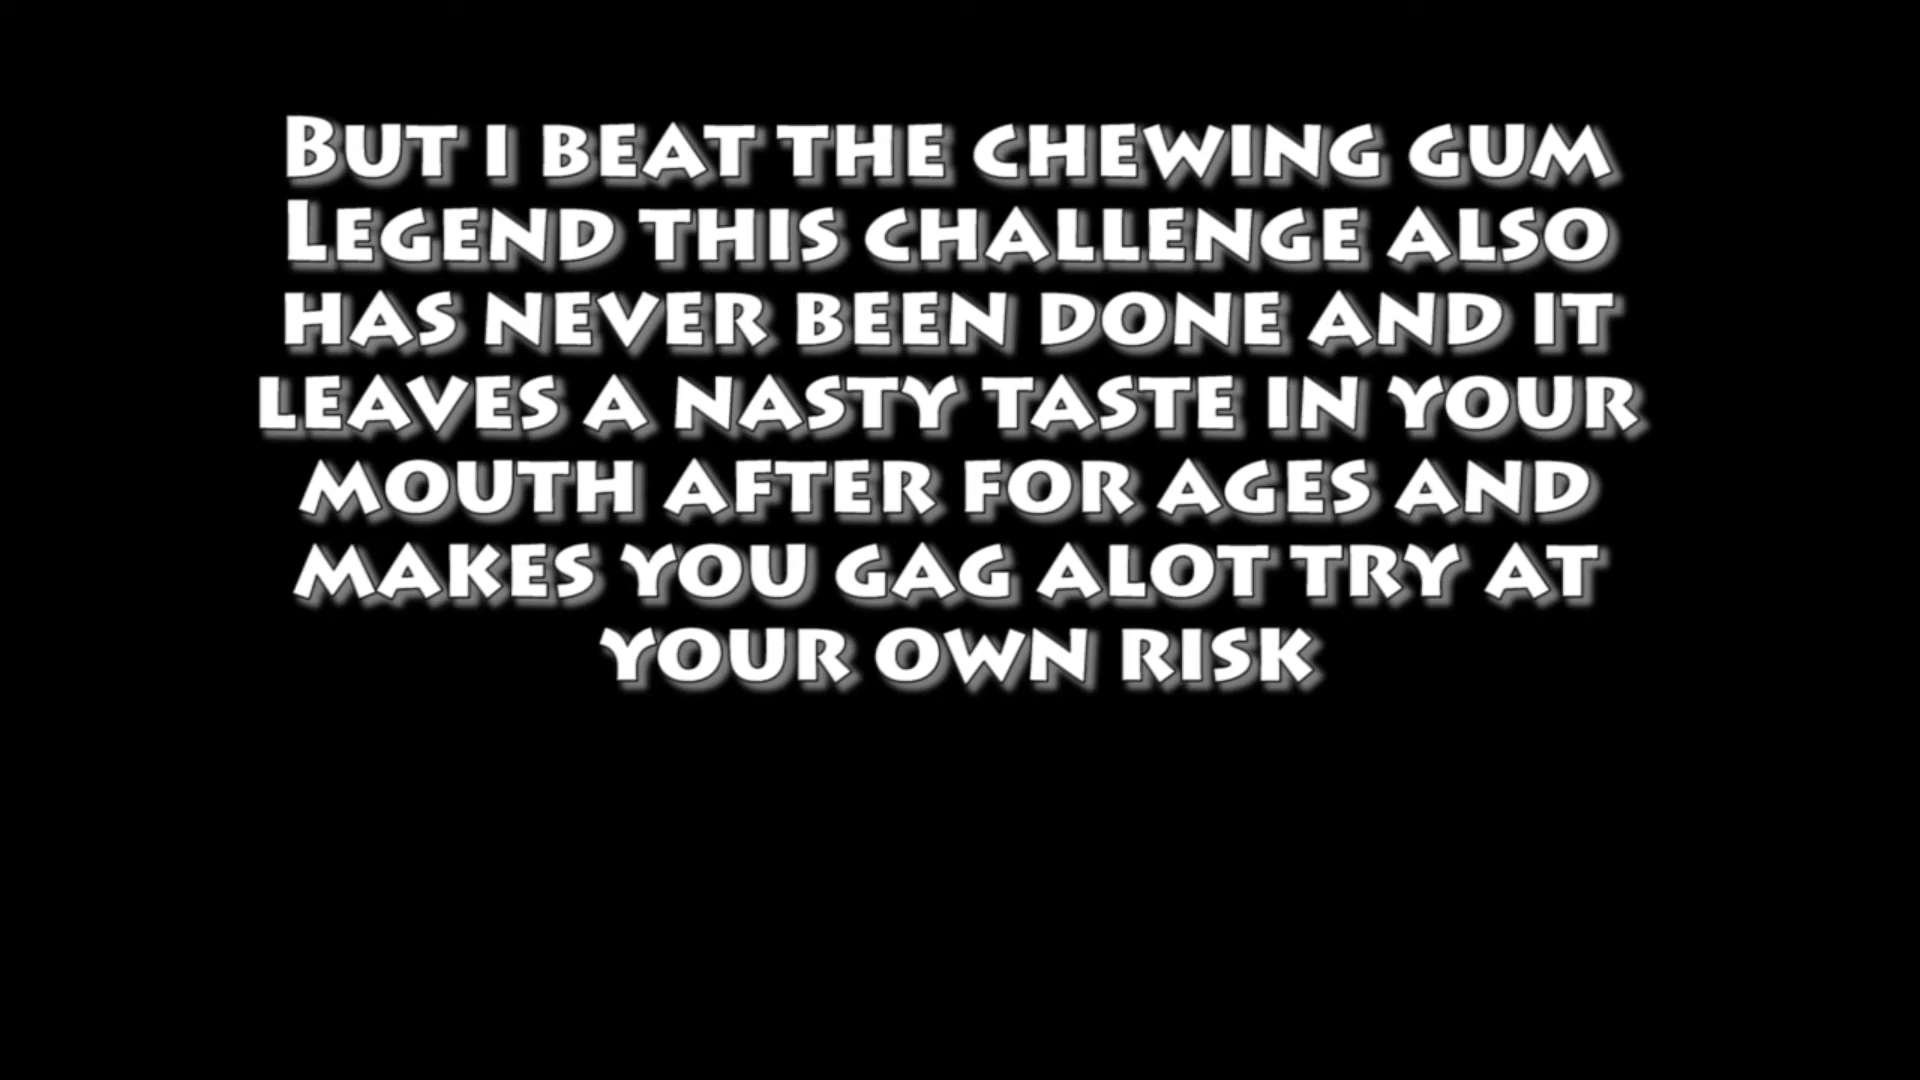 But i beat the chewing gum
Legend this challenge also
has never been done and it
leaves a nasty taste in your
mouth after for ages and
makes you gag alot try at
your own risk